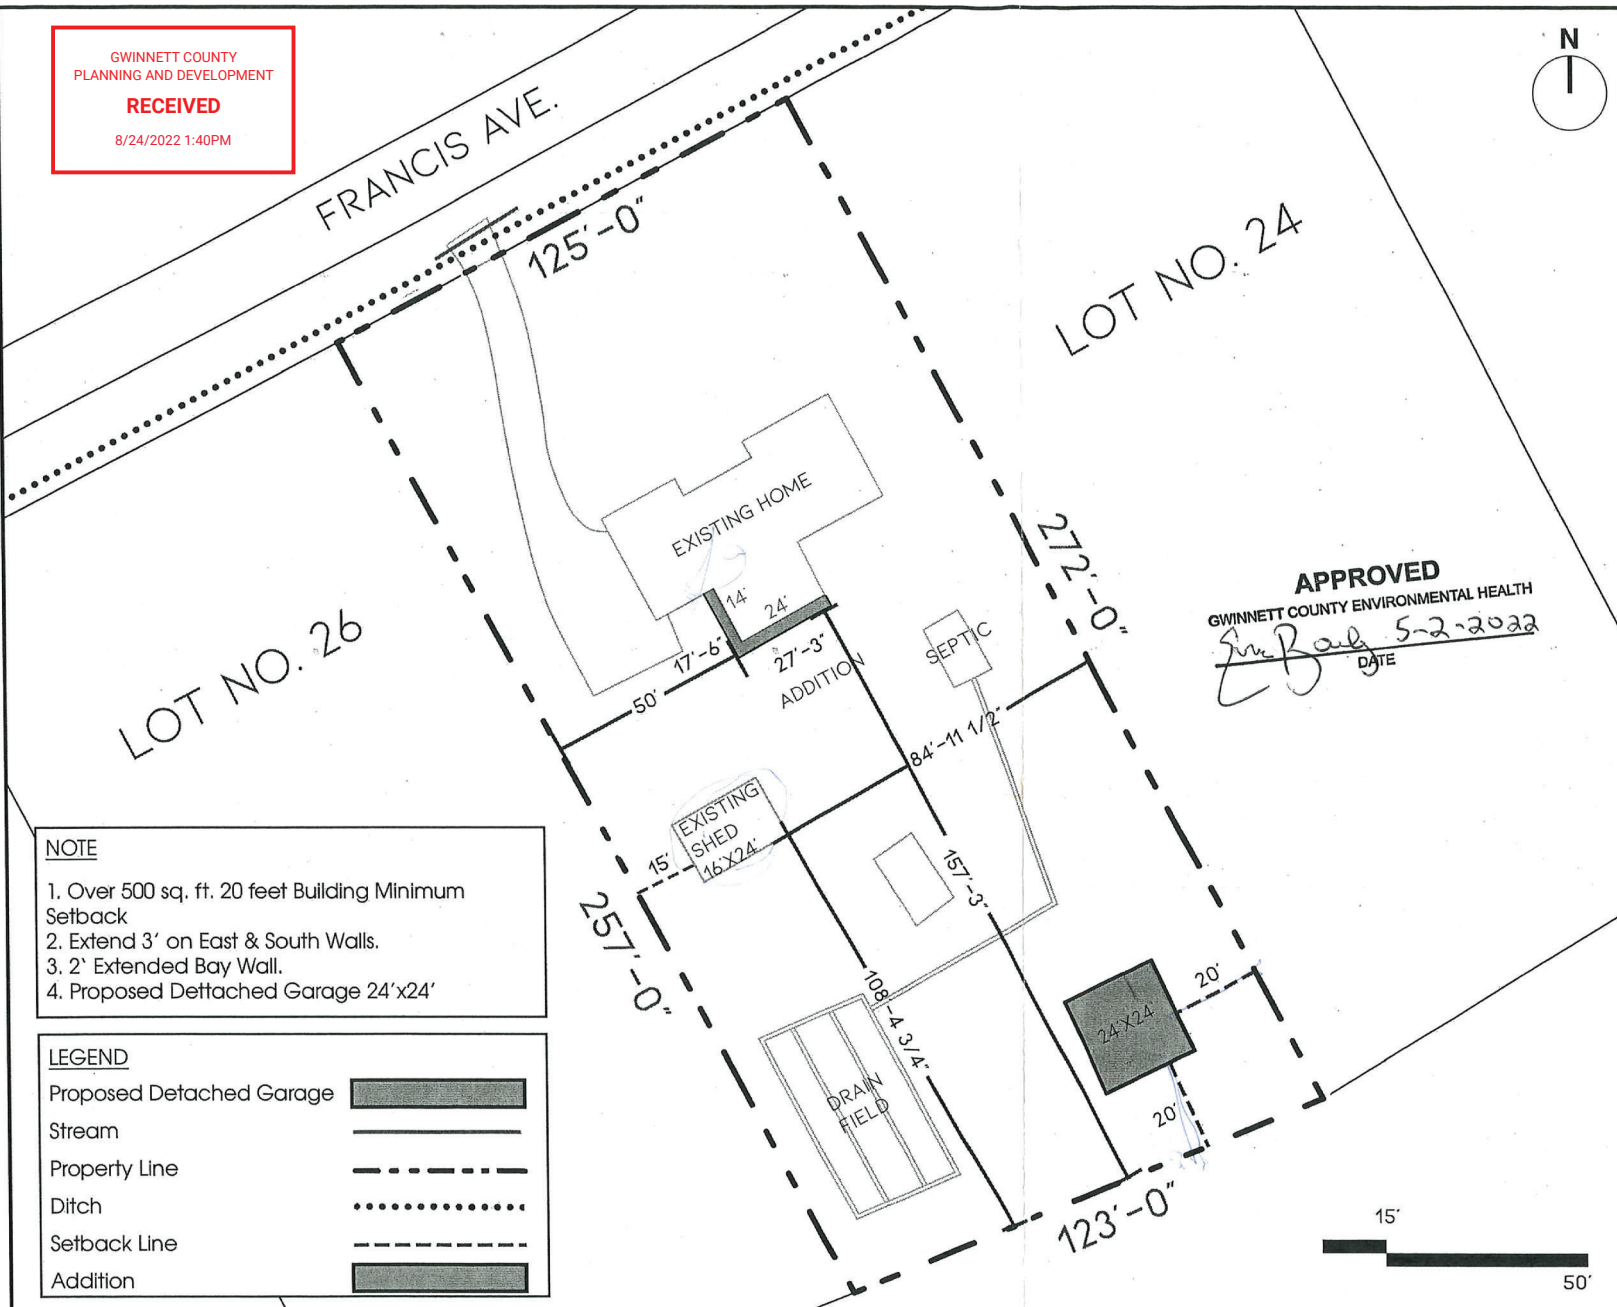 GWINNETT COUNTY
PLANNING AND DEVELOPMENT
RECEIVED
8/24/2022 1:40PM
N
FRANCIS AVE.
125'-0"
LOT NO. 24
EXISTING HOME
14'
24'
17'-6"
27'-3"
ADDITION
50'
SEPTIC
272'-0"
APPROVED
GWINNETT COUNTY ENVIRONMENTAL HEALTH
5-2-2022
DATE
LOT NO. 26
84'-11 1/2"
EXISTING
SHED
16'X24'
15'
157'-3"
257'-0"
108'-4 3/4"
DRAIN
FIELD
24'X24'
20'
20'
123'-0"
NOTE
1. Over 500 sq. ft. 20 feet Building Minimum
Setback
2. Extend 3' on East & South Walls.
3. 2' Extended Bay Wall.
4. Proposed Dettached Garage 24'x24'
LEGEND
Proposed Detached Garage
Stream
Property Line
Ditch
Setback Line
Addition
15'
50'